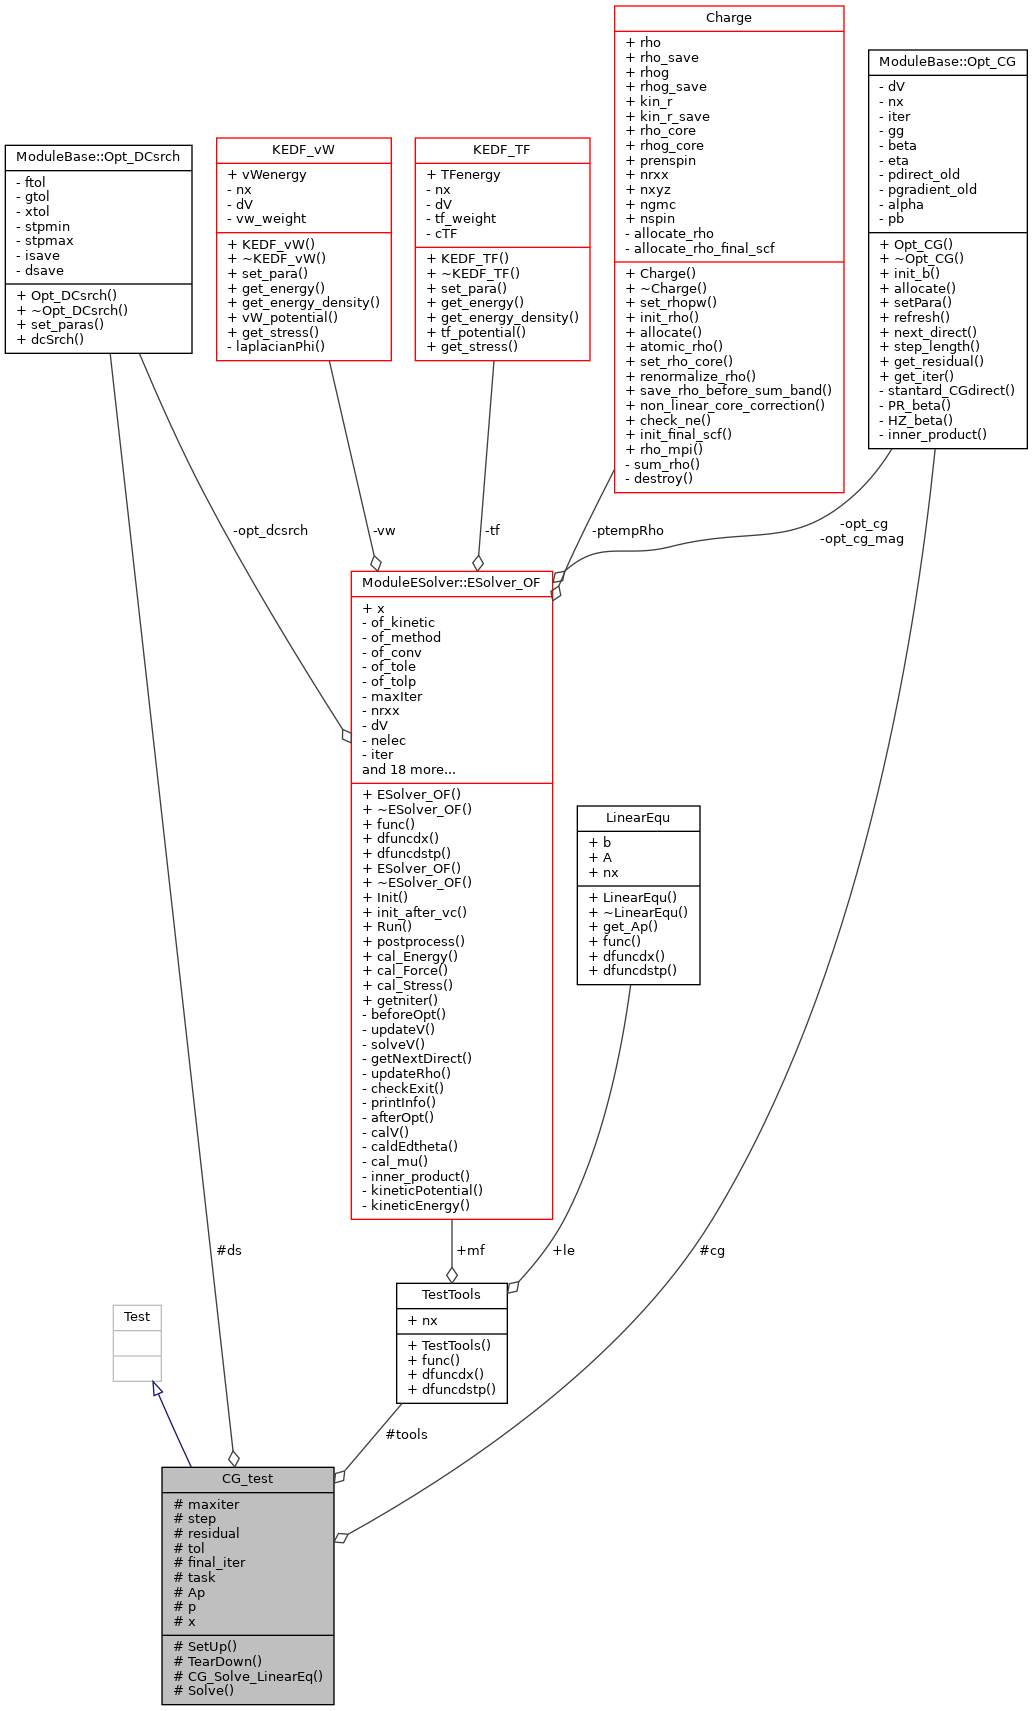 Charge
+ rho
+ rho_save
+ rhog
+ rhog_save
+ kin_r
+ kin_r_save
+ rho_core
+ rhog_core
+ prenspin
+ nrxx
+ nxyz
+ ngmc
+ nspin
- allocate_rho
- allocate_rho_final_scf
+ Charge()
+ ~Charge()
+ set_rhopw()
+ init_rho()
+ allocate()
+ atomic_rho()
+ set_rho_core()
+ renormalize_rho()
+ save_rho_before_sum_band()
+ non_linear_core_correction()
+ check_ne()
+ init_final_scf()
+ rho_mpi()
- sum_rho()
- destroy()
ModuleBase::Opt_CG
- dV
- nx
- iter
- gg
- beta
- eta
- pdirect_old
- pgradient_old
- alpha
- pb
+ Opt_CG()
+ ~Opt_CG()
+ init_b()
+ allocate()
+ setPara()
+ refresh()
+ next_direct()
+ step_length()
+ get_residual()
+ get_iter()
- stantard_CGdirect()
- PR_beta()
- HZ_beta()
- inner_product()
KEDF_vW
+ vWenergy
- nx
- dV
- vw_weight
+ KEDF_vW()
+ ~KEDF_vW()
+ set_para()
+ get_energy()
+ get_energy_density()
+ vW_potential()
+ get_stress()
- laplacianPhi()
KEDF_TF
+ TFenergy
- nx
- dV
- tf_weight
- cTF
+ KEDF_TF()
+ ~KEDF_TF()
+ set_para()
+ get_energy()
+ get_energy_density()
+ tf_potential()
+ get_stress()
ModuleBase::Opt_DCsrch
- ftol
- gtol
- xtol
- stpmin
- stpmax
- isave
- dsave
+ Opt_DCsrch()
+ ~Opt_DCsrch()
+ set_paras()
+ dcSrch()
-opt_dcsrch
-vw
-tf
-ptempRho
-opt_cg
-opt_cg_mag
ModuleESolver::ESolver_OF
+ x
- of_kinetic
- of_method
- of_conv
- of_tole
- of_tolp
- maxIter
- nrxx
- dV
- nelec
- iter
and 18 more...
+ ESolver_OF()
+ ~ESolver_OF()
+ func()
+ dfuncdx()
+ dfuncdstp()
+ ESolver_OF()
+ ~ESolver_OF()
+ Init()
+ init_after_vc()
+ Run()
+ postprocess()
+ cal_Energy()
+ cal_Force()
+ cal_Stress()
+ getniter()
- beforeOpt()
- updateV()
- solveV()
- getNextDirect()
- updateRho()
- checkExit()
- printInfo()
- afterOpt()
- calV()
- caldEdtheta()
- cal_mu()
- inner_product()
- kineticPotential()
- kineticEnergy()
LinearEqu
+ b
+ A
+ nx
+ LinearEqu()
+ ~LinearEqu()
+ get_Ap()
+ func()
+ dfuncdx()
+ dfuncdstp()
#ds
+mf
+le
#cg
TestTools
+ nx
+ TestTools()
+ func()
+ dfuncdx()
+ dfuncdstp()
Test
#tools
CG_test
# maxiter
# step
# residual
# tol
# final_iter
# task
# Ap
# p
# x
# SetUp()
# TearDown()
# CG_Solve_LinearEq()
# Solve()